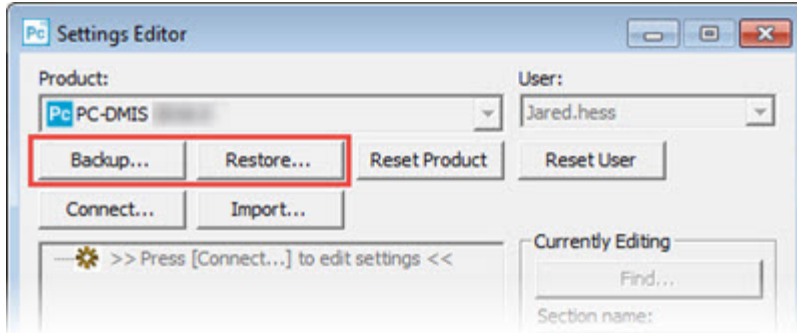 Pc Settings Editor
Product: User:
Pc PC-DMIS Jared.hess
Backup... Restore... Reset Product Reset User
Connect... Import...
>> Press [Connect...] to edit settings << Currently Editing
Find...
Section name: